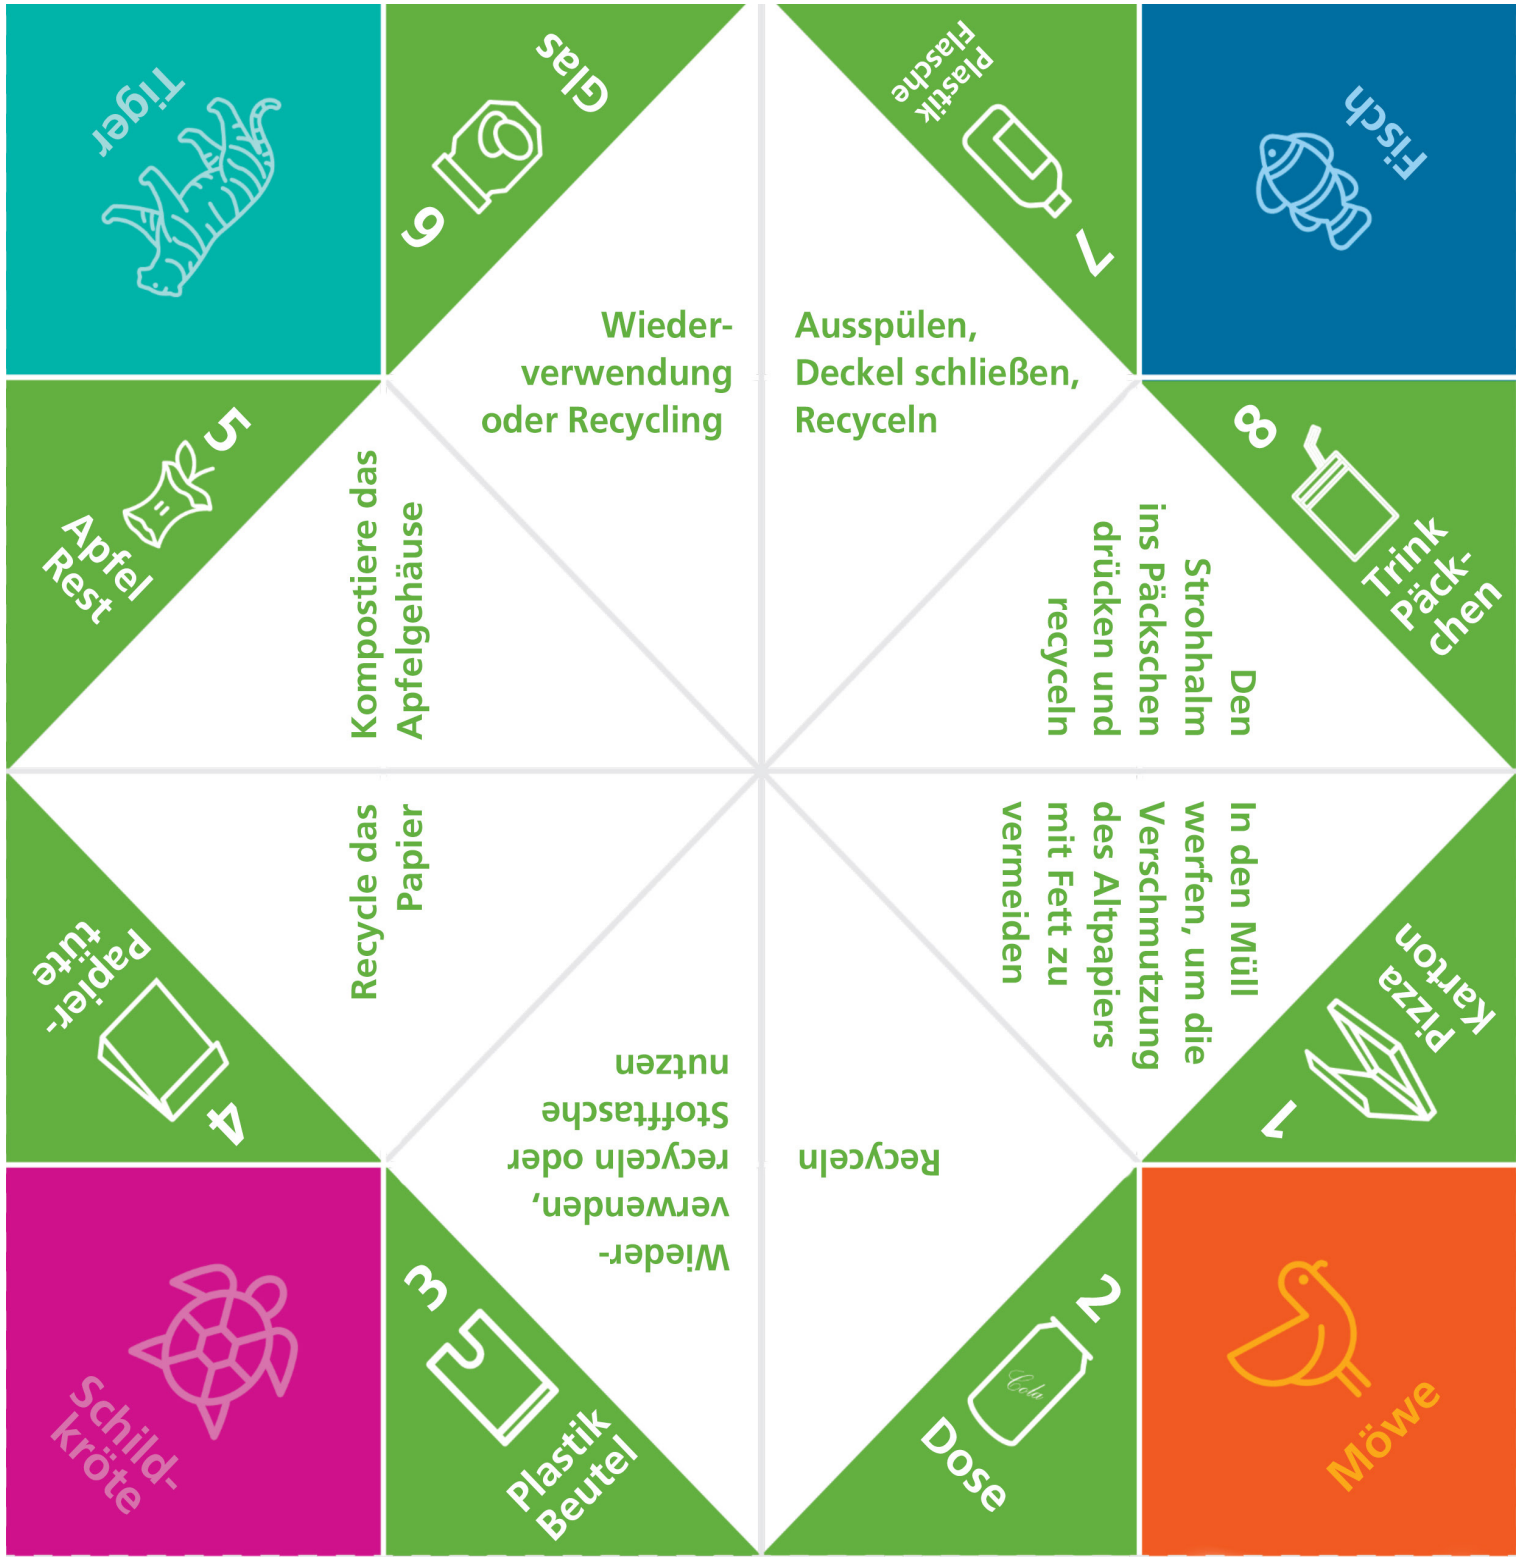 Tiger
Glas
6
Plastik
Flasche
7
Fisch
5
Apfel
Rest
Wieder-
verwendung
oder Recycling
Ausspülen,
Deckel schließen,
Recyceln
8
Trink
Päck-
chen
Kompostiere das
Apfelgehäuse
Den
Strohhalm
ins Päckschen
drücken und
recyceln
Recycle das
Papier
In den Müll
werfen, um die
Verschmutzung
des Altpapiers
mit Fett zu
vermeiden
Papier-
tüte
4
Pizza
Karton
1
Wieder-
verwenden,
recyceln oder
Stofftasche
nutzen
Recyceln
Schild-
kröte
3
Plastik
Beutel
2
Cola
Dose
Möwe